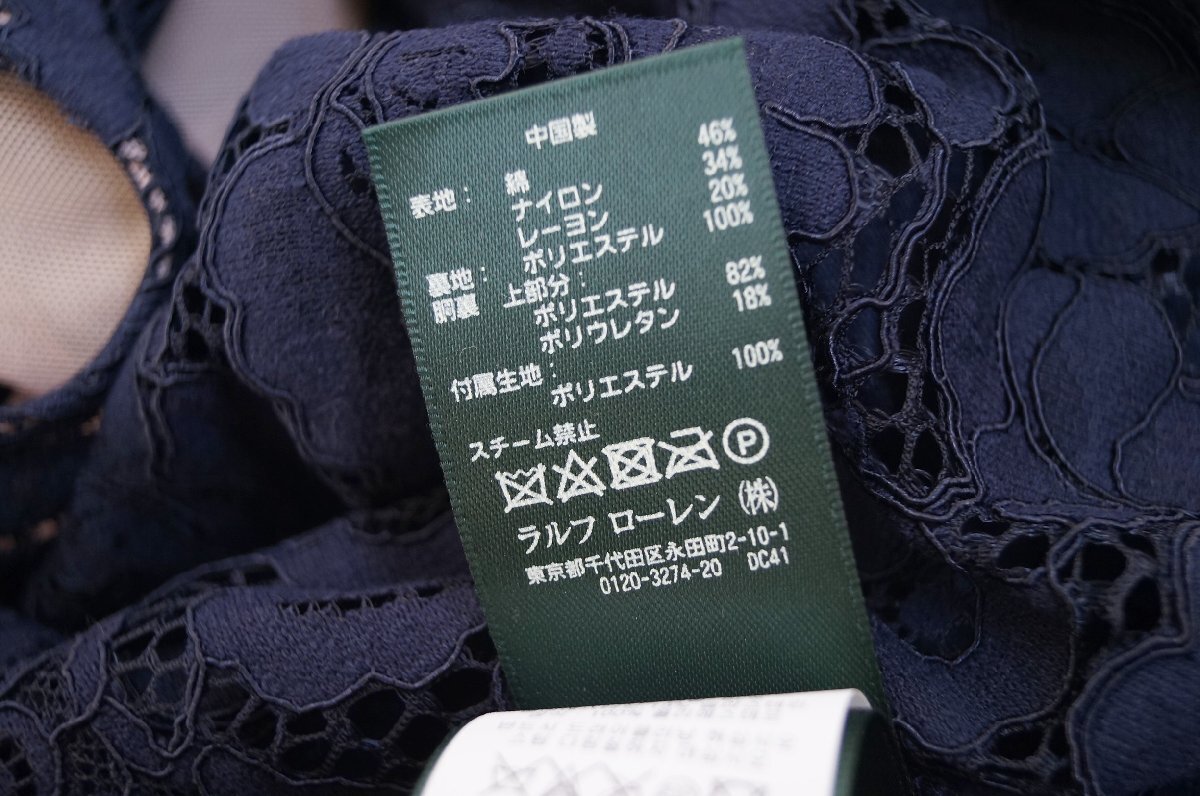 中国製
表地： 綿 46%
ナイロン 34%
レーヨン 20%
ポリエステル 100%
裏地：
胴裏 上部分：
ポリエステル 82%
ポリウレタン 18%
付属生地：
ポリエステル 100%
スチーム禁止
P
ラルフ ローレン (株)
東京都千代田区永田町2-10-1
0120-3274-20 DC41